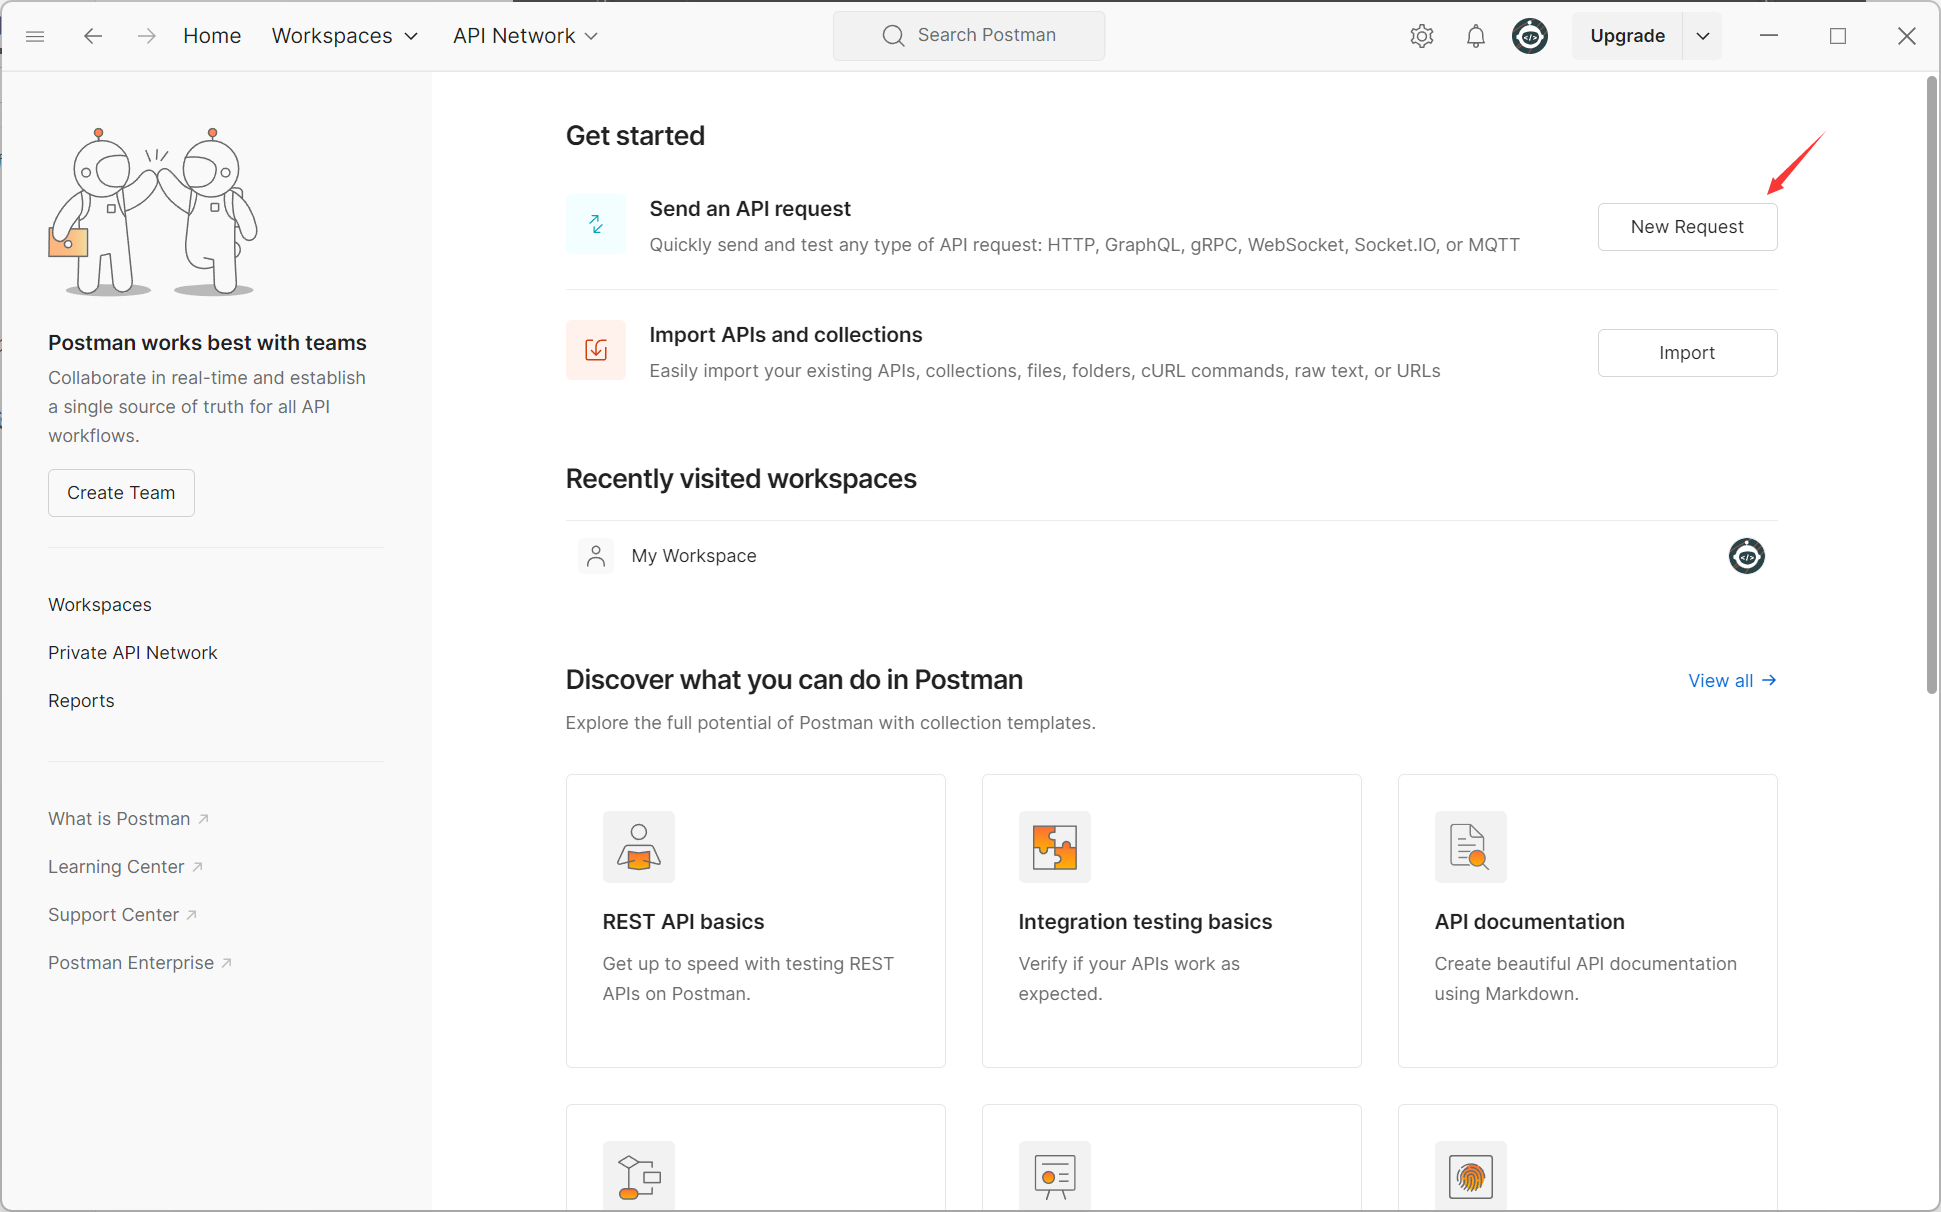 Home
Workspaces
API Network
Search Postman
Upgrade
Postman works best with teams
Collaborate in real-time and establish
a single source of truth for all API
workflows.
Create Team
Workspaces
Private API Network
Reports
What is Postman
Learning Center
Support Center
Postman Enterprise
Get started
Send an API request
Quickly send and test any type of API request: HTTP, GraphQL, gRPC, WebSocket, Socket.IO, or MQTT
New Request
Import APIs and collections
Easily import your existing APIs, collections, files, folders, cURL commands, raw text, or URLs
Import
Recently visited workspaces
My Workspace
Discover what you can do in Postman
View all
Explore the full potential of Postman with collection templates.
REST API basics
Get up to speed with testing REST
APIs on Postman.
Integration testing basics
Verify if your APIs work as
expected.
API documentation
Create beautiful API documentation
using Markdown.